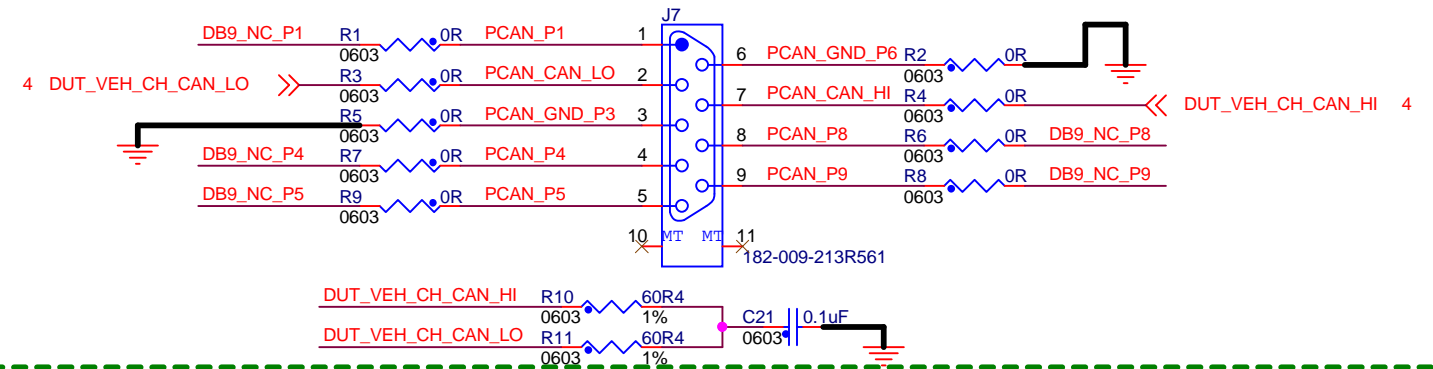 J7
DB9_NC_P1 R1 0R PCAN_P1 1
0603
6 PCAN_GND_P6 R2 0R
0603
4 DUT_VEH_CH_CAN_LO R3 0R PCAN_CAN_LO 2
0603
7 PCAN_CAN_HI R4 0R DUT_VEH_CH_CAN_HI 4
0603
R5 0R PCAN_GND_P3 3
0603
8 PCAN_P8 R6 0R DB9_NC_P8
0603
DB9_NC_P4 R7 0R PCAN_P4 4
0603
9 PCAN_P9 R8 0R DB9_NC_P9
0603
DB9_NC_P5 R9 0R PCAN_P5 5
0603
10 MT MT 11
182-009-213R561
DUT_VEH_CH_CAN_HI R10 60R4
0603 1%
C21 0.1uF
0603
DUT_VEH_CH_CAN_LO R11 60R4
0603 1%